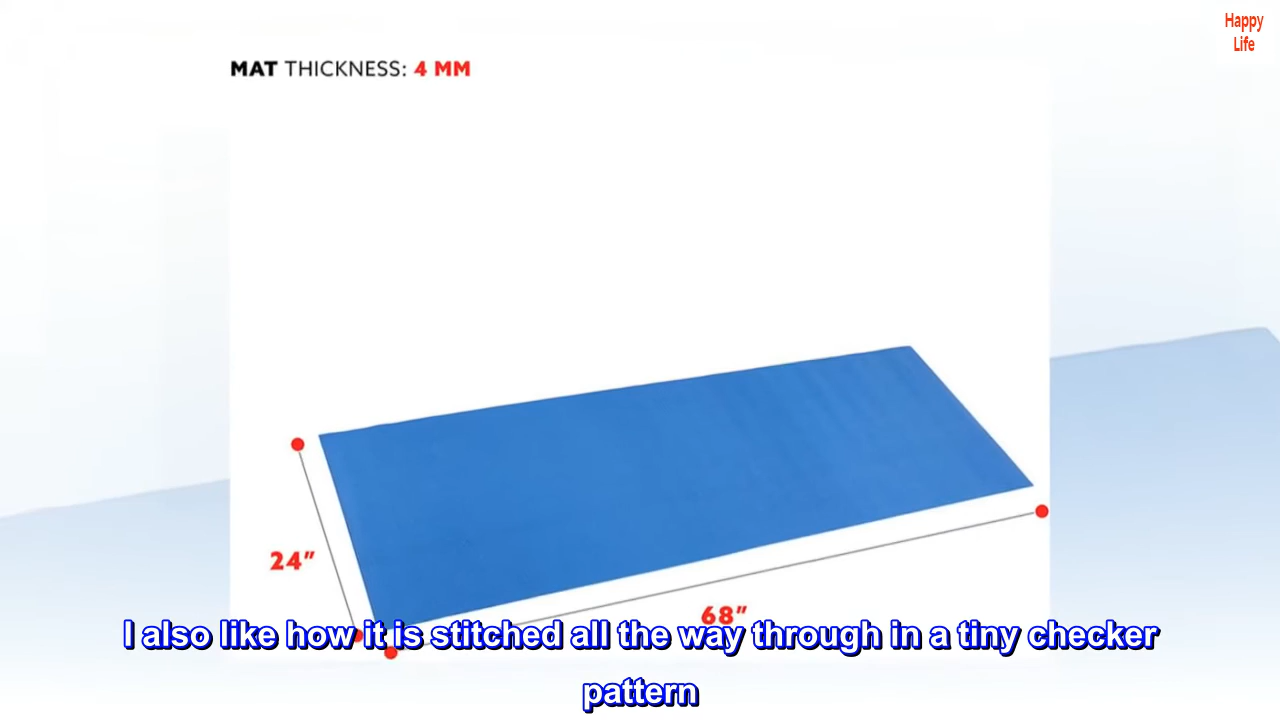 Happy
Life
MAT THICKNESS: 4 MM
24"
68"
I also like how it is stitched all the way through in a tiny checker
pattern